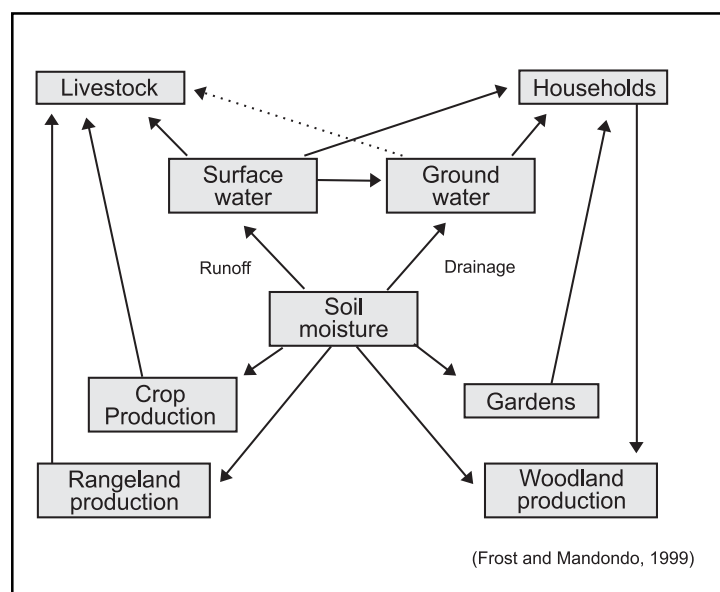 Livestock
Households
Surface
water
Ground
water
Runoff
Drainage
Soil
moisture
Crop
Production
Gardens
Rangeland
production
Woodland
production
(Frost and Mandondo, 1999)